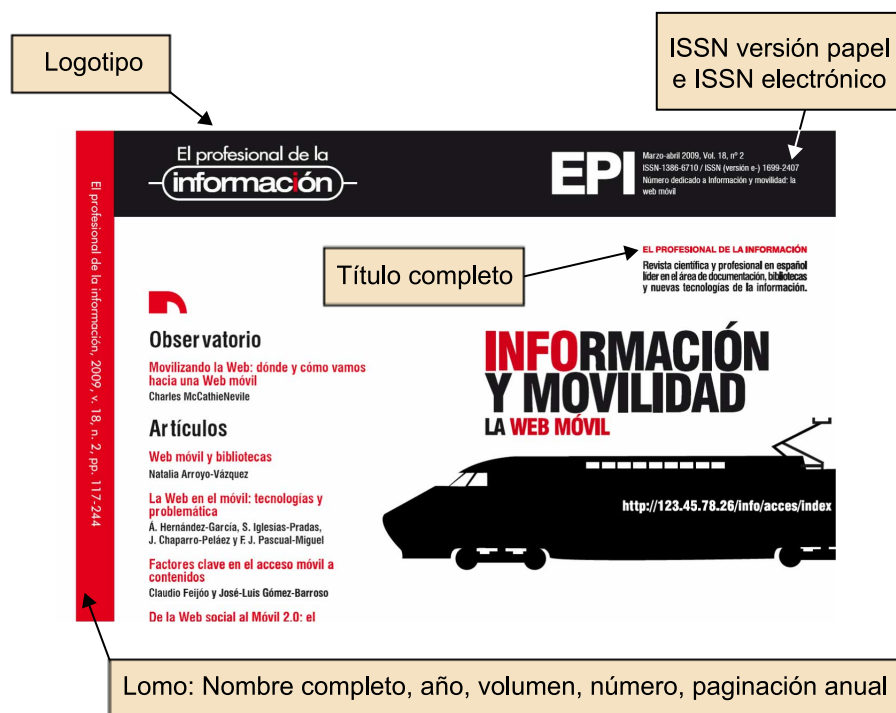 Logotipo
ISSN versión papel
e ISSN electrónico
El profesional de la
información
EPI
Marzo-abril 2009, Vol. 18, nº 2
ISSN-1386-6710 / ISSN (versión e-) 1699-2407
Número dedicado a Información y movilidad: la
web móvil
El profesional de la información, 2009, v. 18, n. 2, pp. 117-244
Título completo
EL PROFESIONAL DE LA INFORMACIÓN
Revista científica y profesional en español
líder en el área de documentación, bibliotecas
y nuevas tecnologías de la información.
Observatorio
Movilizando la Web: dónde y cómo vamos
hacia una Web móvil
Charles McCathieNevile
Artículos
Web móvil y bibliotecas
Natalia Arroyo-Vázquez
La Web en el móvil: tecnologías y
problemática
Á. Hernández-García, S. Iglesias-Pradas,
J. Chaparro-Peláez y F. J. Pascual-Miguel
Factores clave en el acceso móvil a
contenidos
Claudio Feijóo y José-Luis Gómez-Barroso
De la Web social al Móvil 2.0: el
INFORMACIÓN
Y MOVILIDAD
LA WEB MÓVIL
http://123.45.78.26/info/acces/index
Lomo: Nombre completo, año, volumen, número, paginación anual